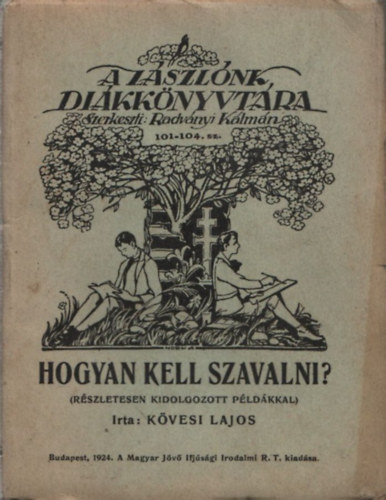 A ZÁSZLÓNK
DIÁKKÖNYVTÁRA
Szerkeszti: Radványi Kálmán
101-104. sz.
HOGYAN KELL SZAVALNI?
(RÉSZLETESEN KIDOLGOZOTT PÉLDÁKKAL)
Irta: KÖVESI LAJOS
Budapest, 1924. A Magyar Jövő Ifjúsági Irodalmi R. T. kiadása.